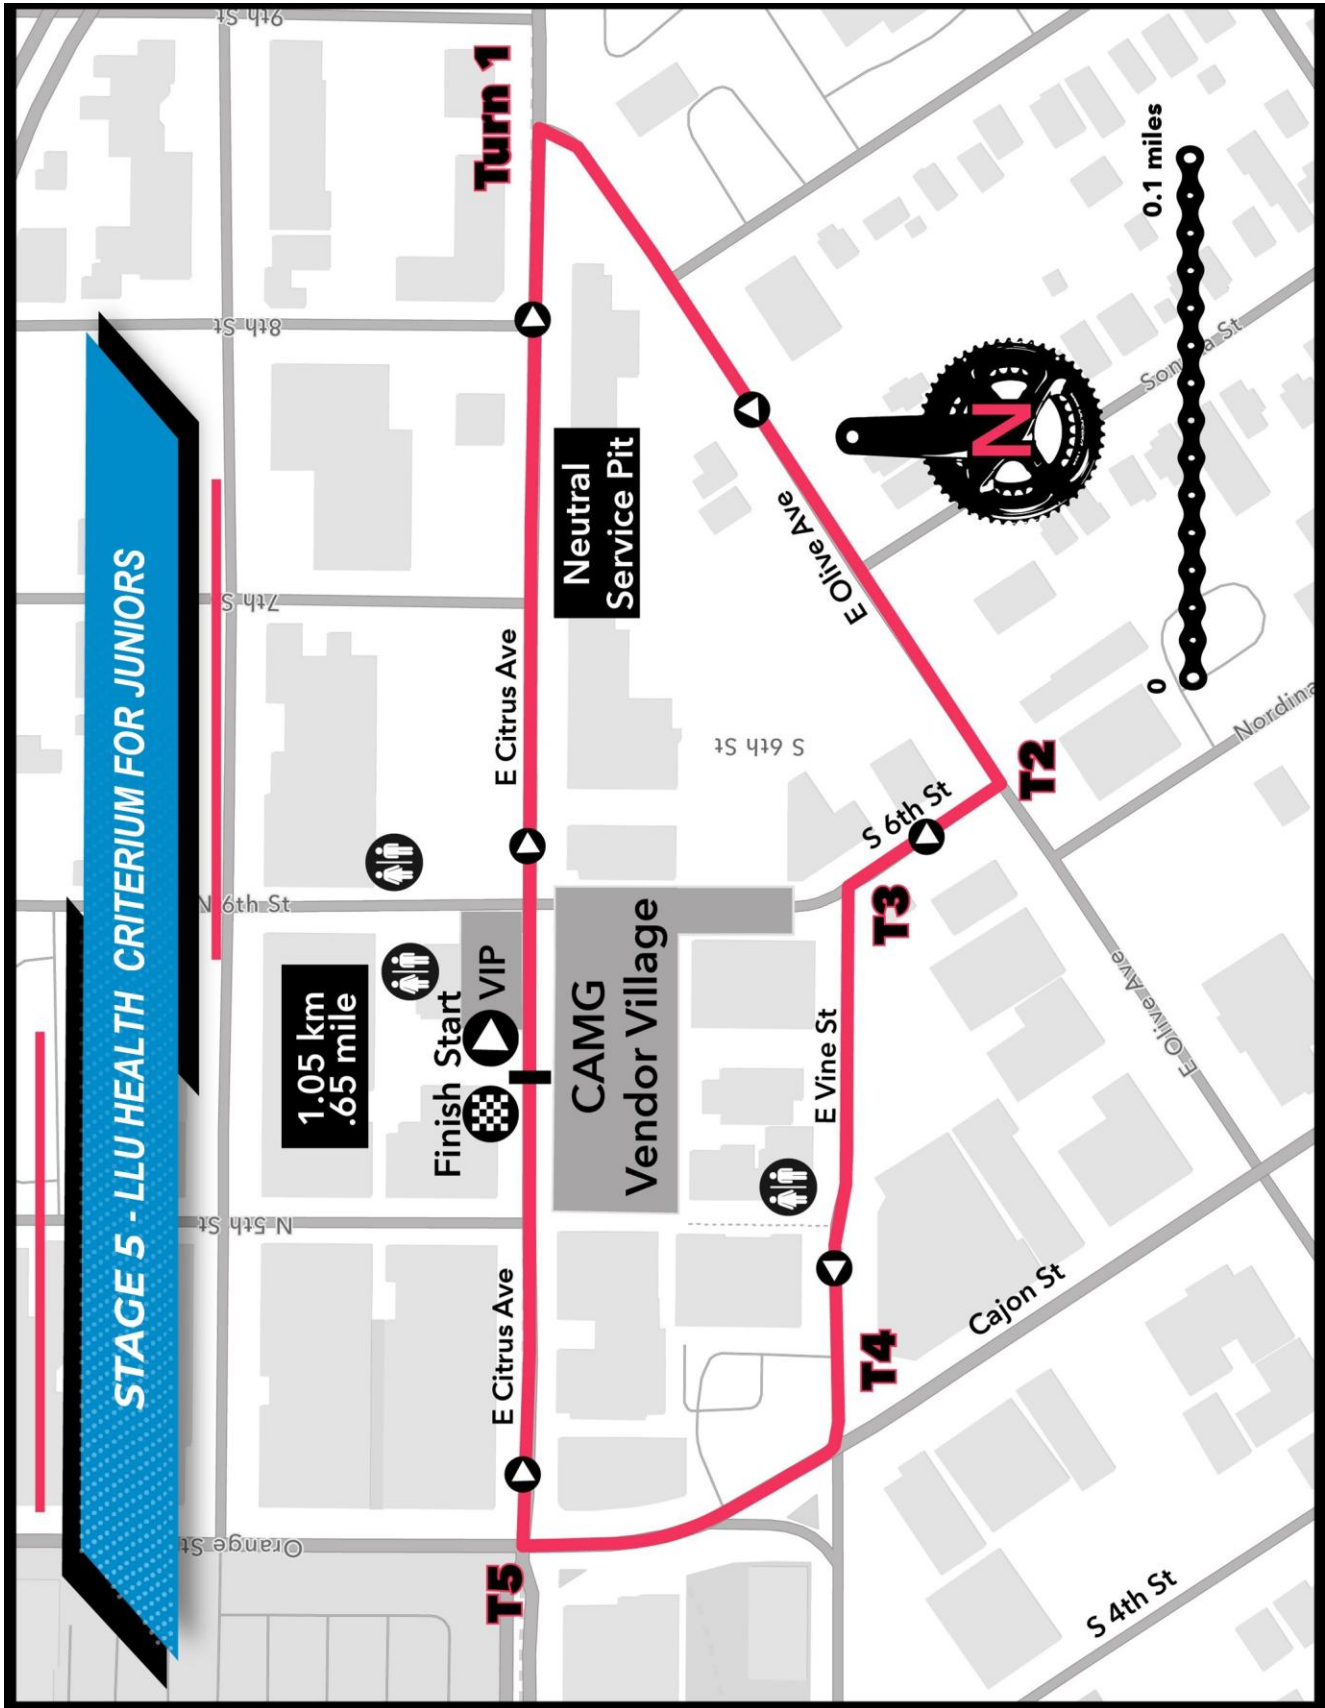 STAGE 5 - LLU HEALTH CRITERIUM FOR JUNIORS
9th St
8th St
7th S
N 6th St
N 5th St
Orange St
Turn 1
E Citrus Ave
E Citrus Ave
Neutral
Service Pit
1.05 km
.65 mile
Finish
Start
VIP
CAMG
Vendor Village
S 6th St
S 6th St
E Olive Ave
E Olive Ave
E Vine St
Cajon St
S 4th St
Nordina
T2
T3
T4
T5
N
0
0.1 miles